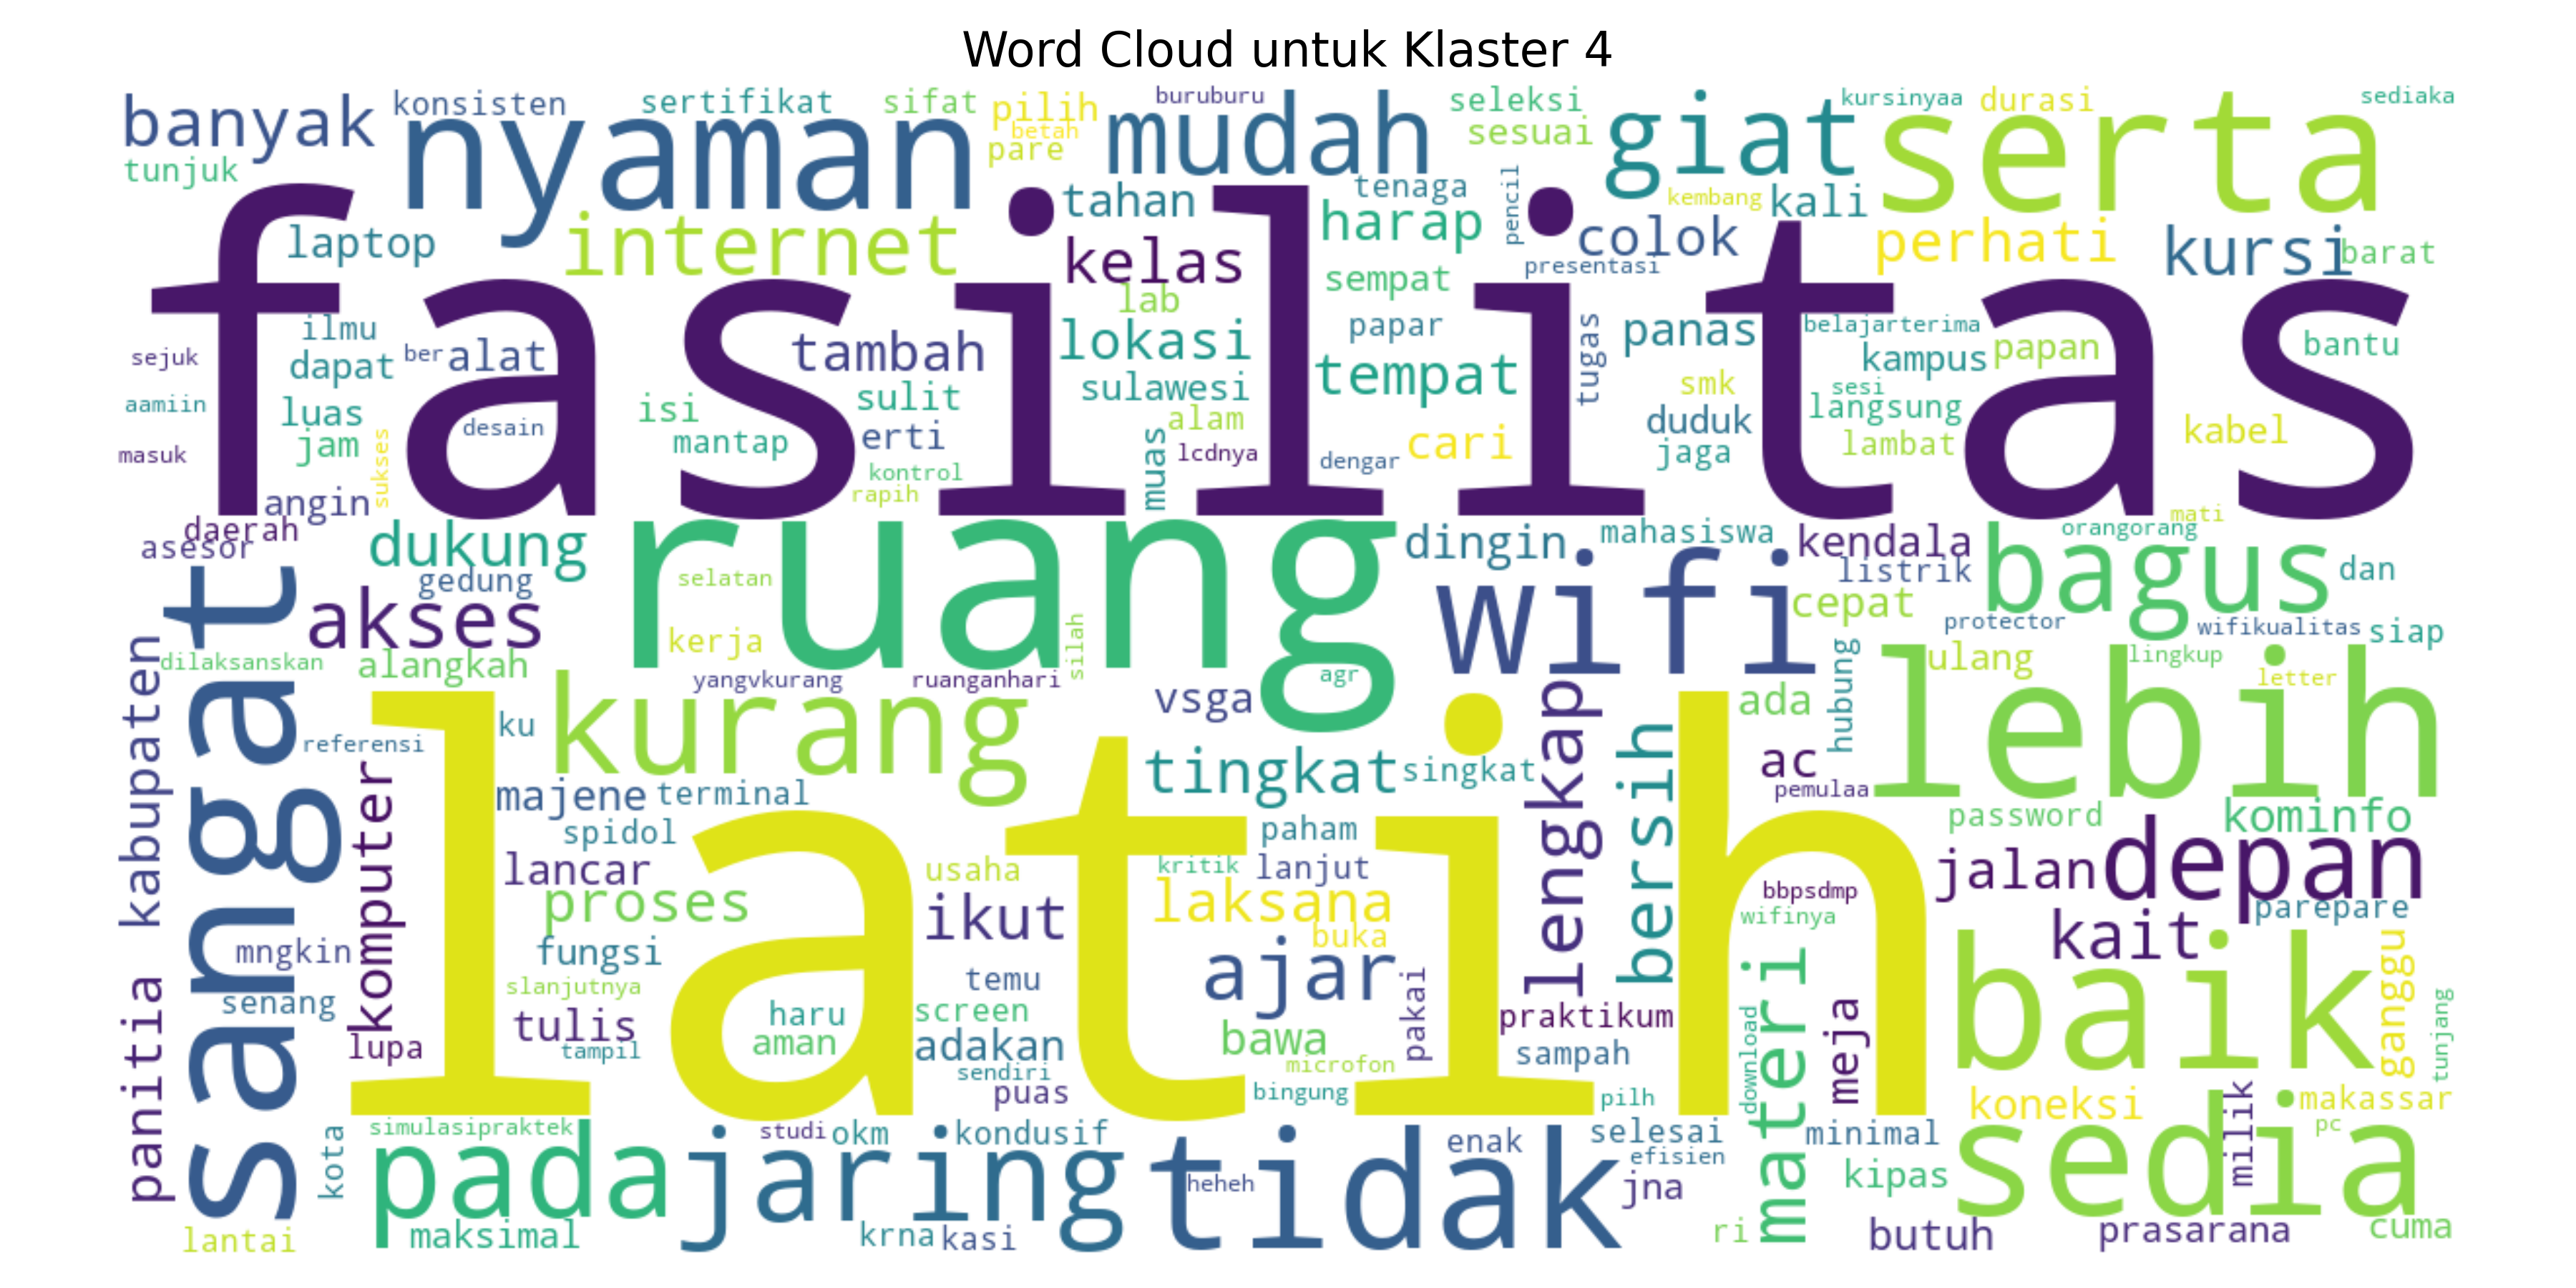 Word Cloud untuk Klaster 4
banyak
konsisten
sertifikat
sifat
pilih
betah
pare
buruburu
mudah
seleksi
sesuai
giat
kursinyaa
durasi
sediaka
tunjuk
nyaman
serta
tahan
tenaga
pencil
kembang
kali
harap
colok
perhati
kursi
barat
laptop
internet
kelas
presentasi
sempat
lab
fasilitas
ilmu
sejuk
dapat
ber
alat
tambah
lokasi
papar
tugas
panas
belajarterima
kampus
papan
bantu
sulawesi
tempat
smk
sesi
langsung
aamiin
luas
isi
sulit
alam
duduk
desain
jam
mantap
erti
muas
lcdnya
dengar
cari
jaga
lambat
kabel
masuk
sukses
kontrol
rapih
angin
daerah
asesor
dukung
ruang
dingin
mahasiswa
kendala
bagus
orangorang
mati
gedung
selatan
wifi
listrik
dan
akses
cepat
protector
wifikualitas
siap
kerja
silah
dilaksanskan
alangkah
yangvkurang
ruanganhari
agr
hubung
ulang
lingkup
letter
lebih
kabupaten
sangat
kurang
vsga
lengkap
bersih
ada
referensi
ku
tingkat
singkat
ac
pemulaa
komputer
majene
terminal
password
kominfo
spidol
paham
latih
lancar
usaha
kritik
lanjut
jalan
depan
proses
ikut
laksana
bbpsdmp
wifinya
parepare
kait
mngkin
fungsi
buka
ajar
baik
ganggu
panitia
senang
slanjutnya
temu
pakai
praktikum
materi
meja
tulis
haru
screen
download
tunjang
lupa
tampil
aman
adakan
bawa
sampah
sendiri
microfon
puas
bingung
pilh
koneksi
milik
makassar
pc
kota
simulasipraktek
studi
okm
kondusif
enak
selesai
minimal
sedia
pada
jaring
tidak
efisien
heheh
jna
kipas
lantai
maksimal
krna
kasi
ri
butuh
prasarana
cuma